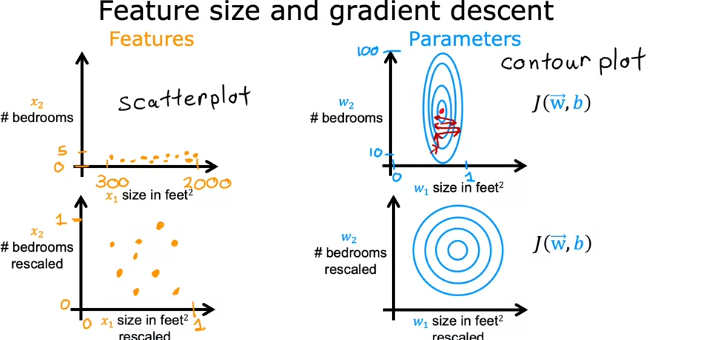 Feature size and gradient descent
Features
Parameters
scatterplot
x₂
# bedrooms
5
0
300
2000
x₁ size in feet²
100
contour plot
w₂
# bedrooms
J(w⃗, b)
10
0
1
w₁ size in feet²
1
x₂
# bedrooms
rescaled
0
0
x₁ size in feet²
1
rescaled
w₂
# bedrooms
rescaled
J(w⃗, b)
w₁ size in feet²
rescaled